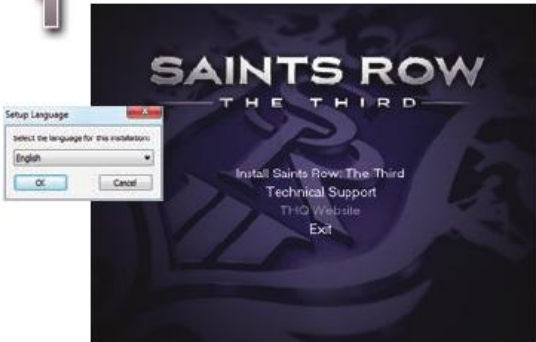 1
SAINTS ROW
THE THIRD
Setup Language
Select the language for this installation:
English
OK
Cancel
Install Saints Row: The Third
Technical Support
THQ Website
Exit